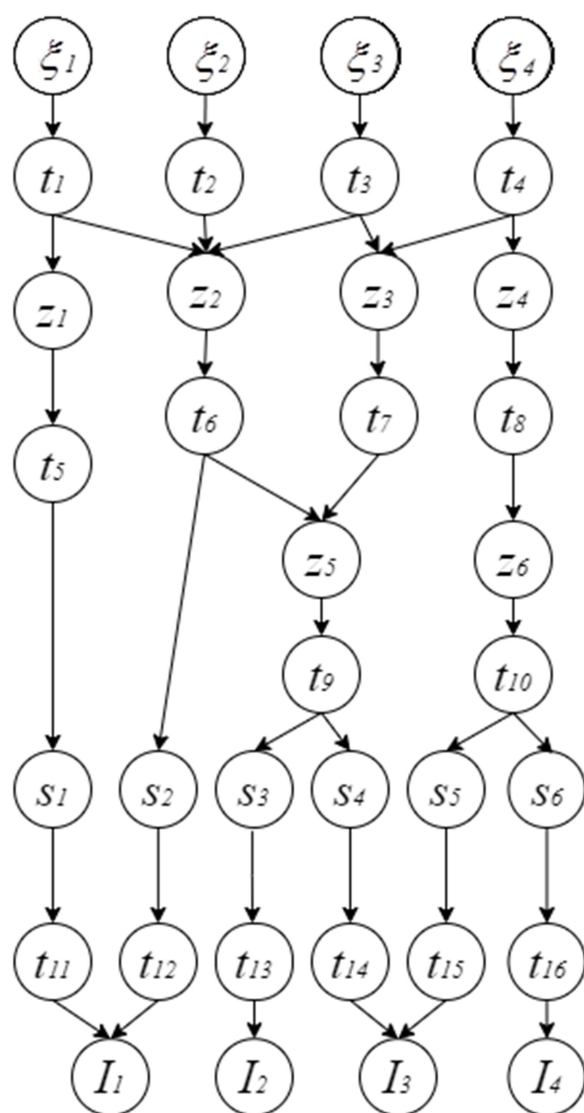 ξ1 ξ2 ξ3 ξ4
t1 t2 t3 t4
z1 z2 z3 z4
t5 t6 t7 t8
z5 z6
t9 t10
s1 s2 s3 s4 s5 s6
t11 t12 t13 t14 t15 t16
I1 I2 I3 I4